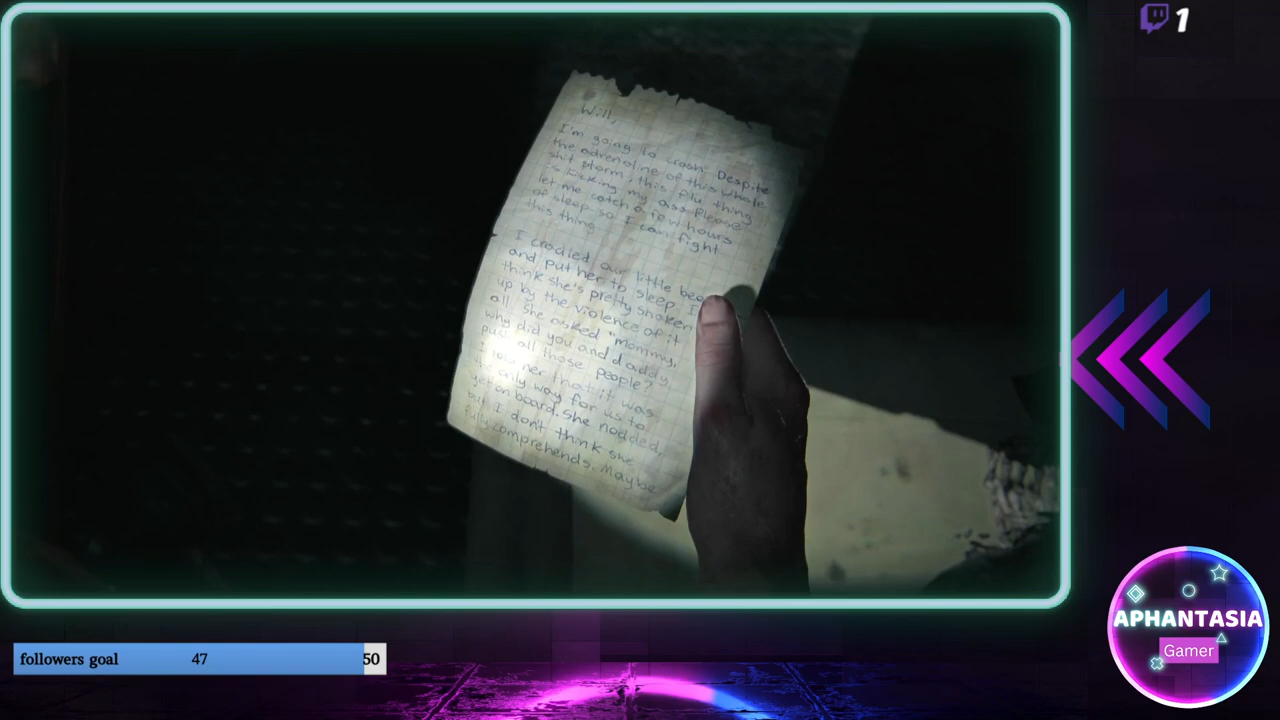 1
Will,
I'm going to crash. Despite
the adrenaline of this whole
shit storm, this flu thing
is kicking my ass. Please
let me catch a few hours
of sleep so I can fight
this thing.
I cradled our little
and put her to sleep. I
think she's pretty shaken
up by the violence of it
all. She asked "mommy,
why did you and daddy
all those people?
I told her that it was
only way for us to
get on board. She nodded,
but I don't think she
fully comprehends. Maybe
followers goal 47 50
APHANTASIA
Gamer